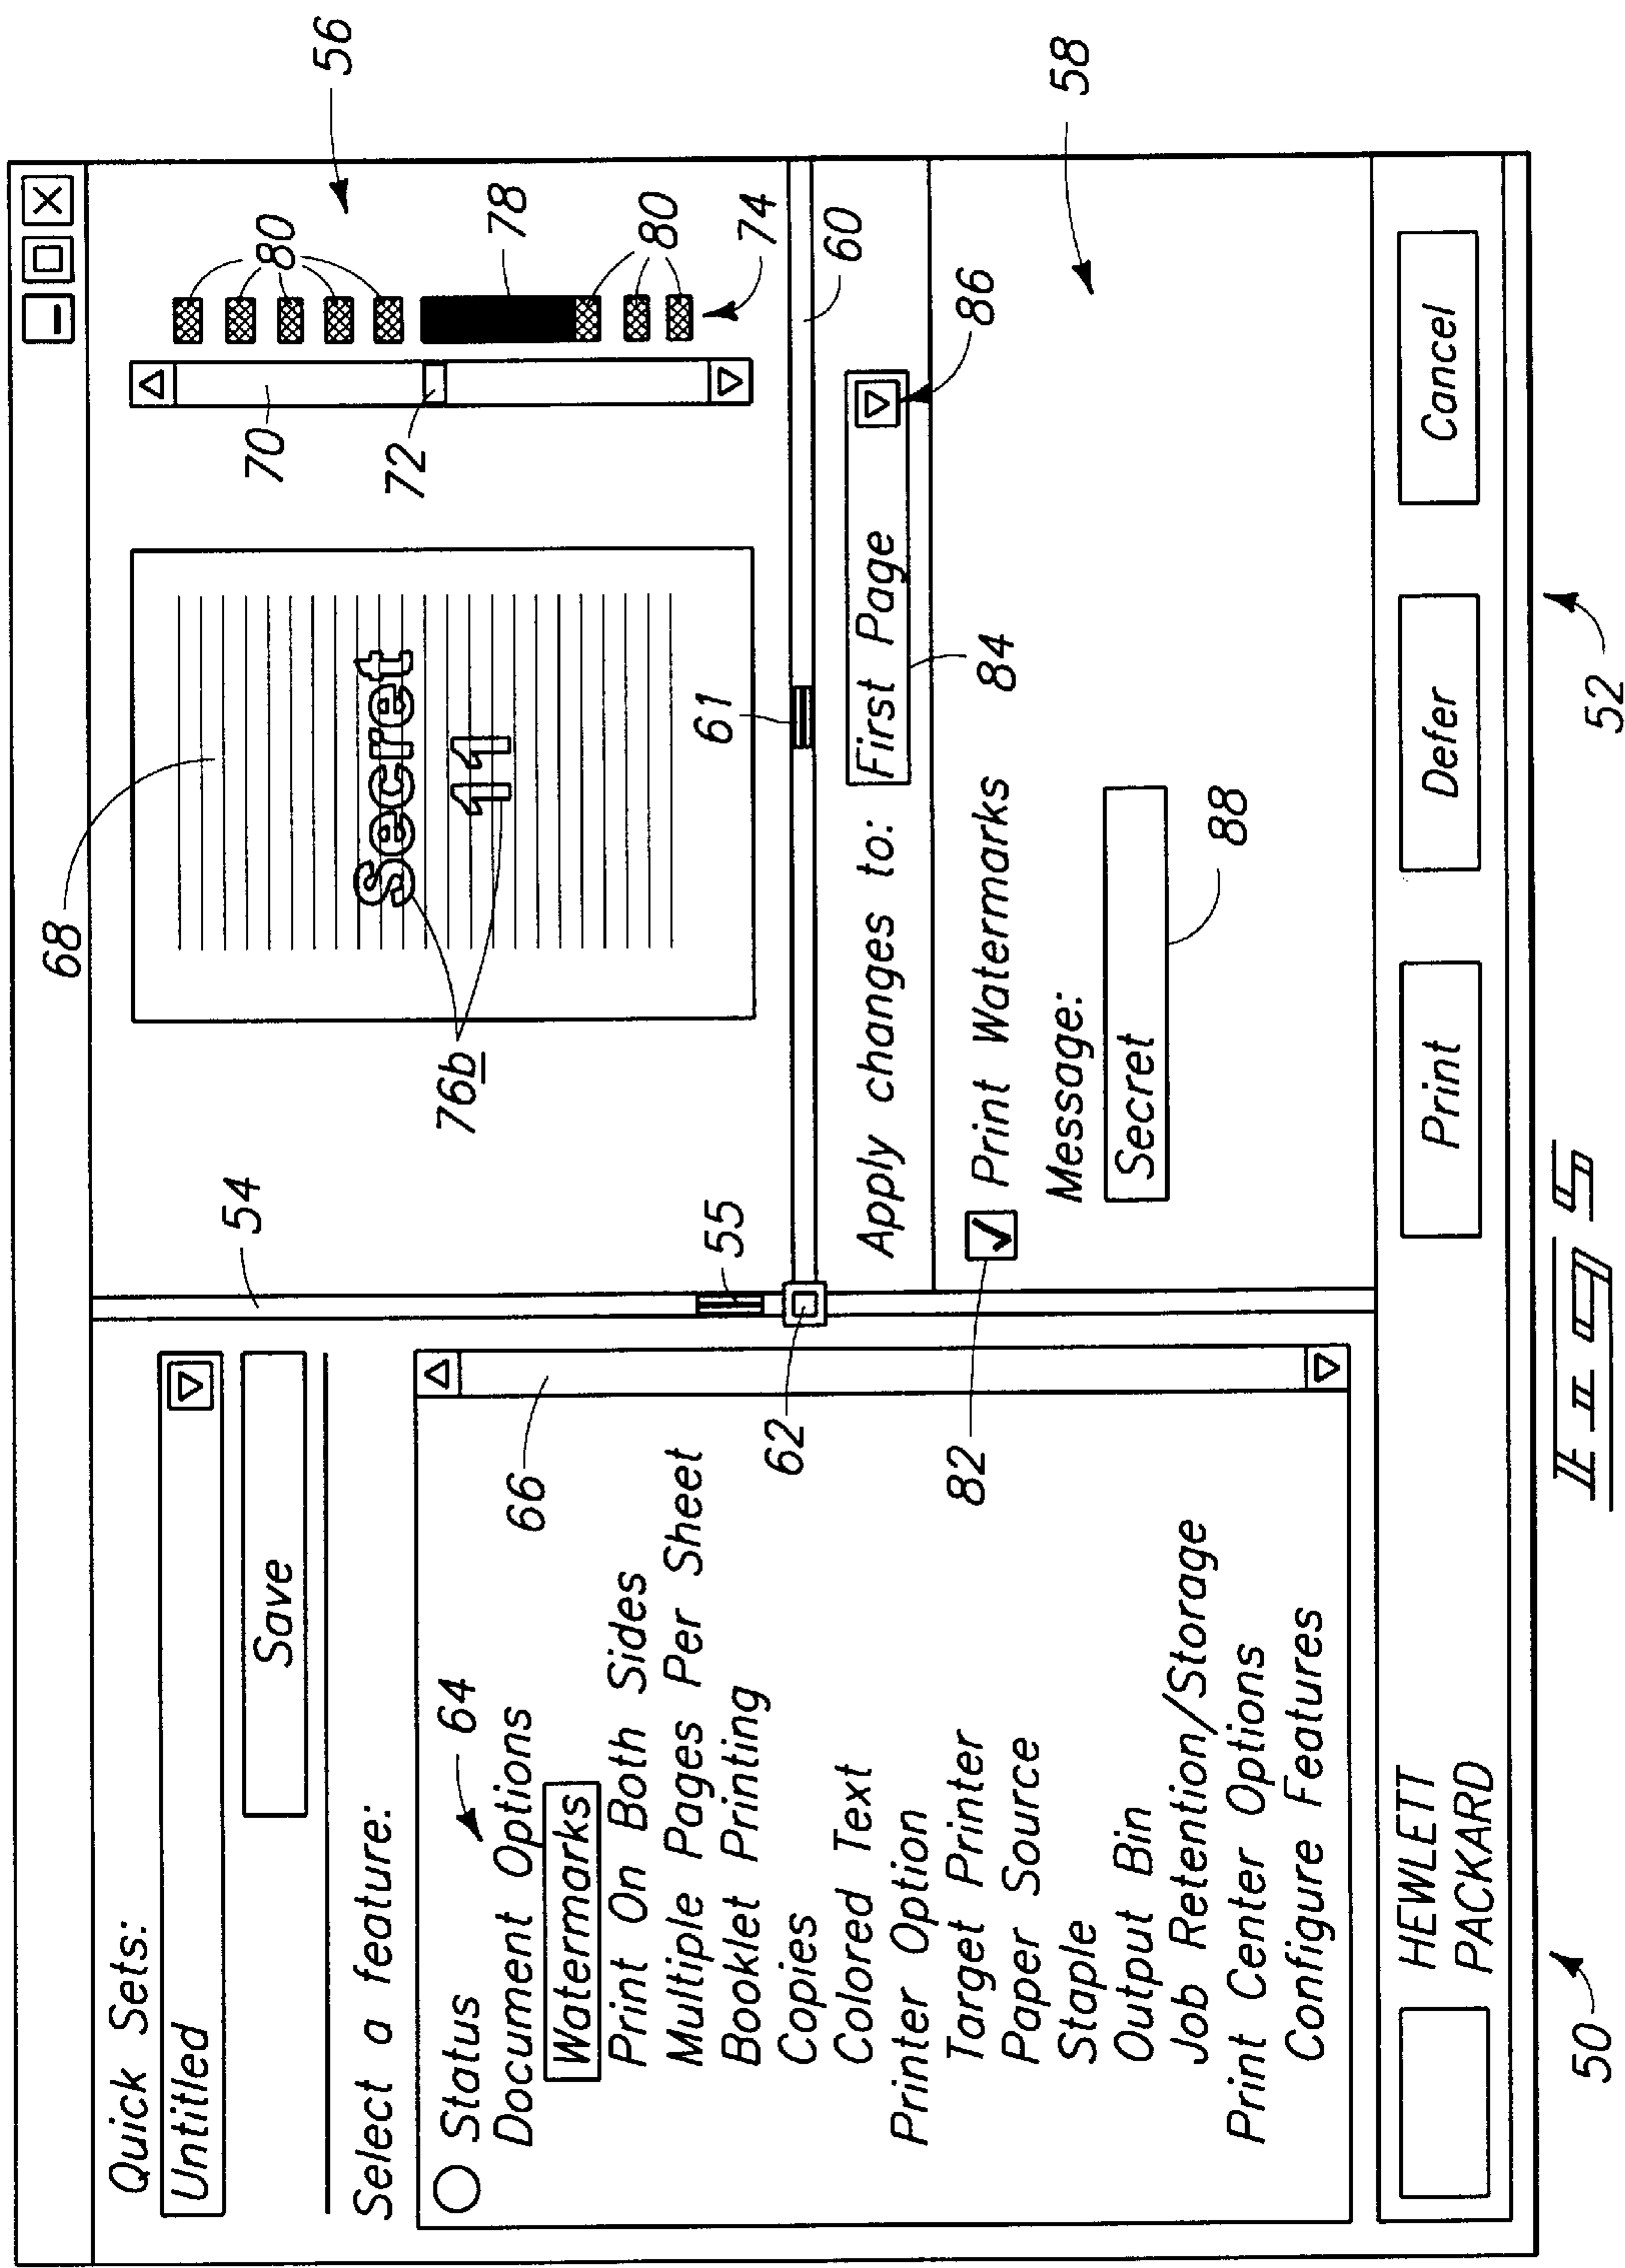 Quick Sets:
Untitled
Save
Select a feature:
Status
Document Options
Watermarks
Print On Both Sides
Multiple Pages Per Sheet
Booklet Printing
Copies
Colored Text
Printer Option
Target Printer
Paper Source
Staple
Output Bin
Job Retention/Storage
Print Center Options
Configure Features
64
66
54
55
62
82
68
Secret
11
76b
61
70
72
80
78
80
74
60
56
Apply changes to: First Page
84
86
Print Watermarks
Message:
Secret
88
58
HEWLETT
PACKARD
Print
Defer
Cancel
50
52
FIG 5